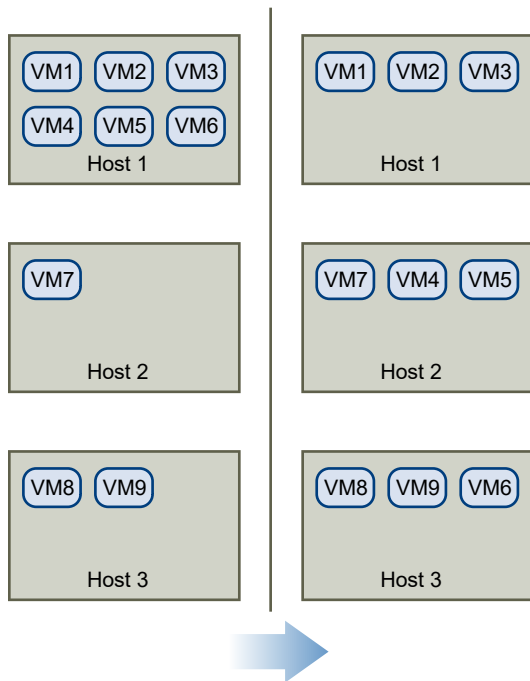 VM1 VM2 VM3
VM4 VM5 VM6
Host 1
VM7
Host 2
VM8 VM9
Host 3
VM1 VM2 VM3
Host 1
VM7 VM4 VM5
Host 2
VM8 VM9 VM6
Host 3